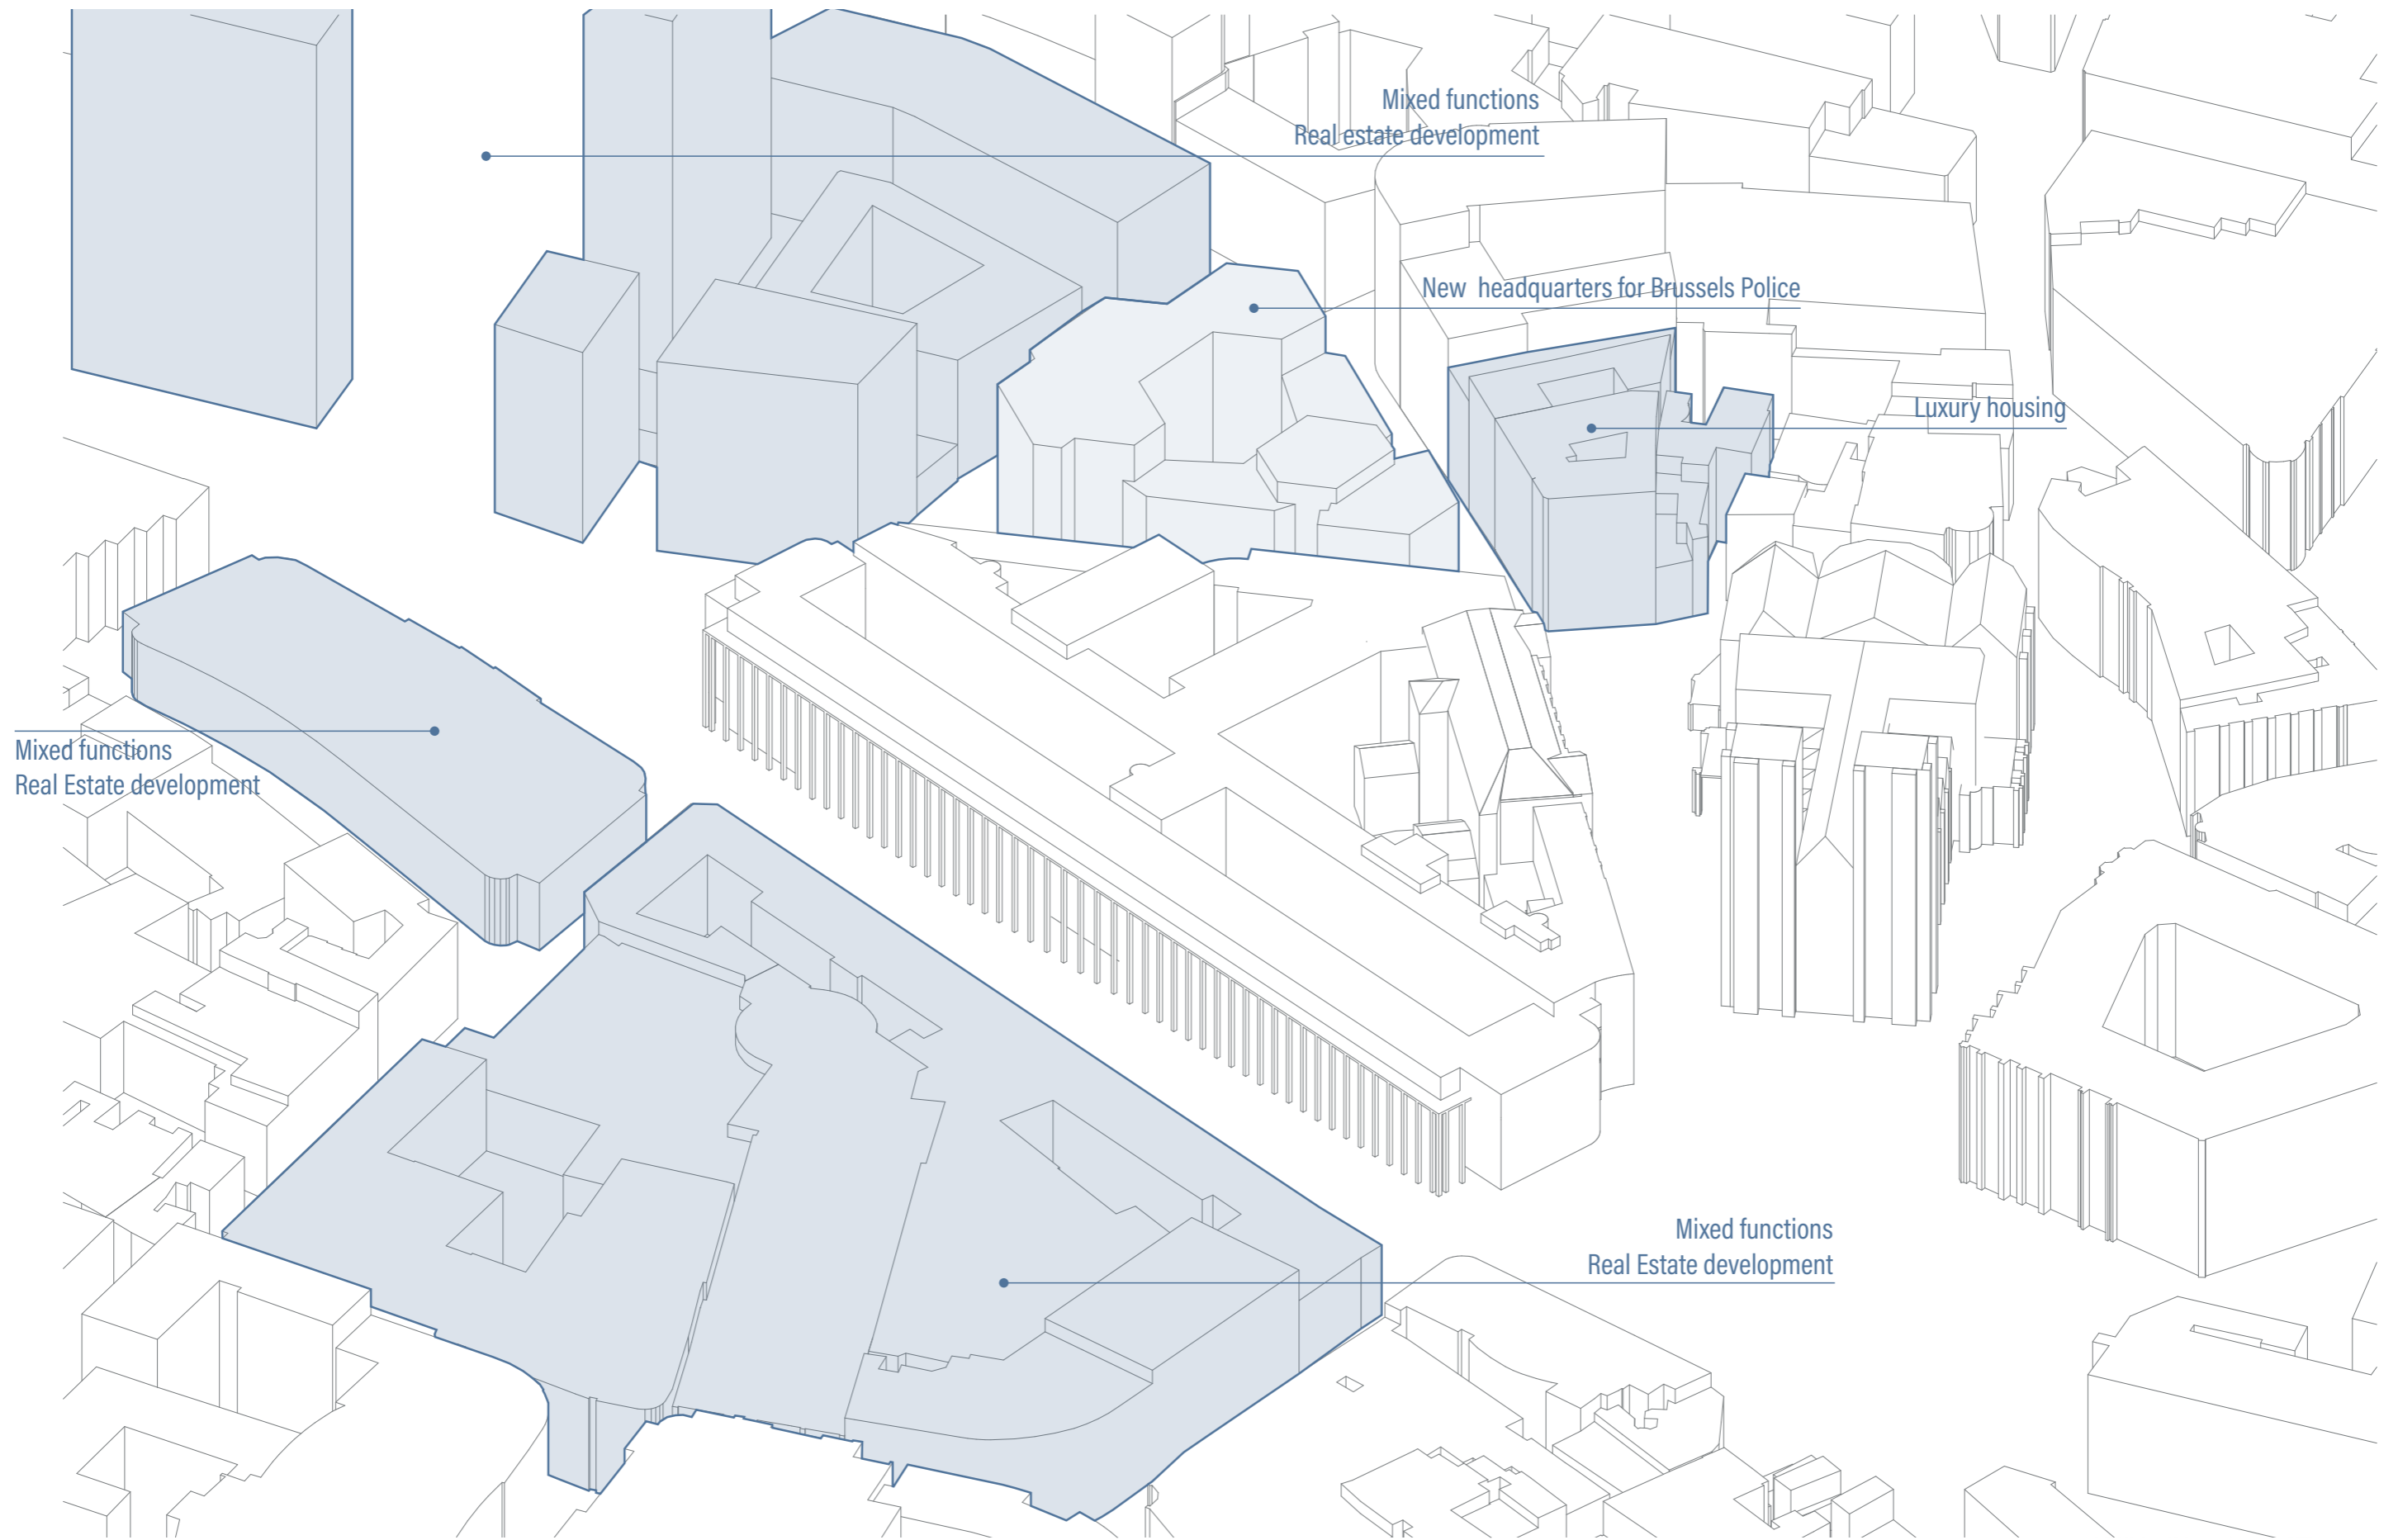 Mixed functions
Real estate development
New headquarters for Brussels Police
Luxury housing
Mixed functions
Real Estate development
Mixed functions
Real Estate development